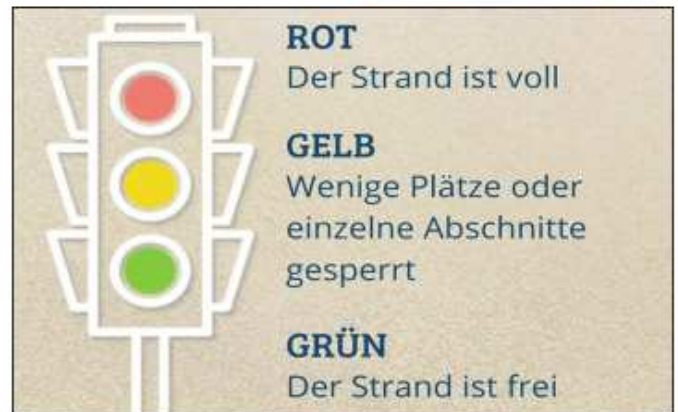 ROT
Der Strand ist voll
GELB
Wenige Plätze oder
einzelne Abschnitte
gesperrt
GRÜN
Der Strand ist frei